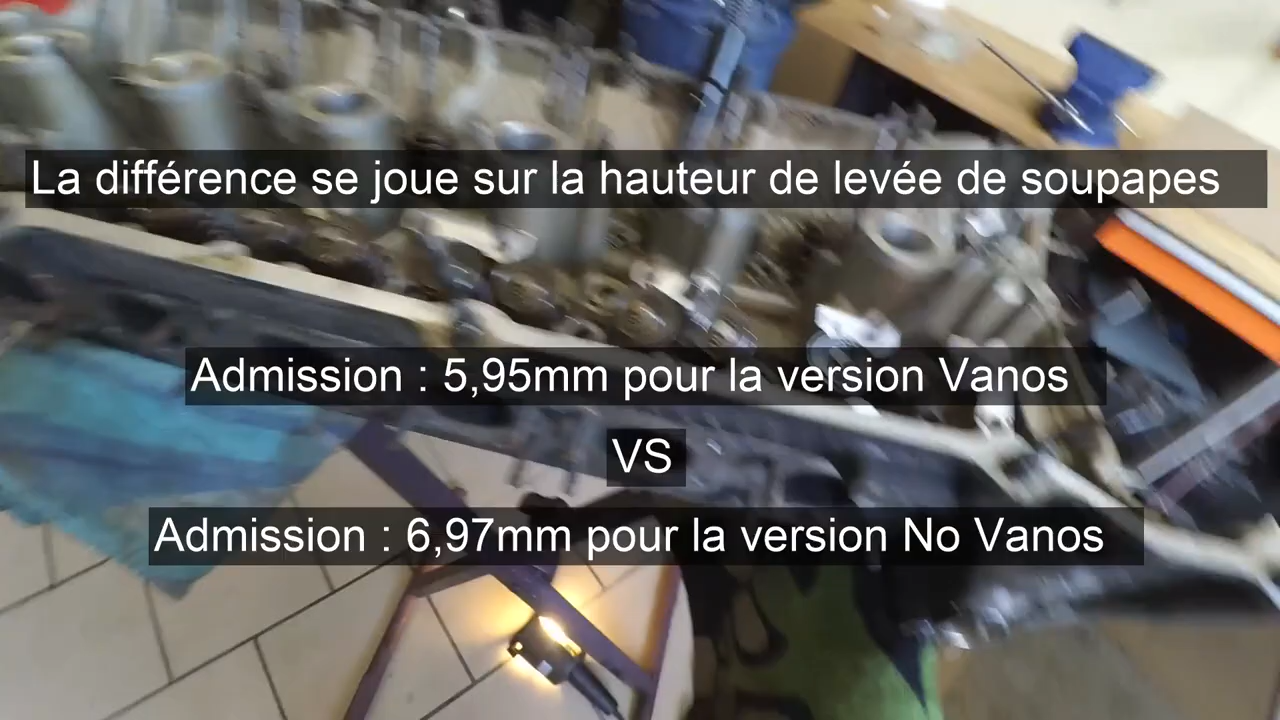 La différence se joue sur la hauteur de levée de soupapes
Admission : 5,95mm pour la version Vanos
VS
Admission : 6,97mm pour la version No Vanos